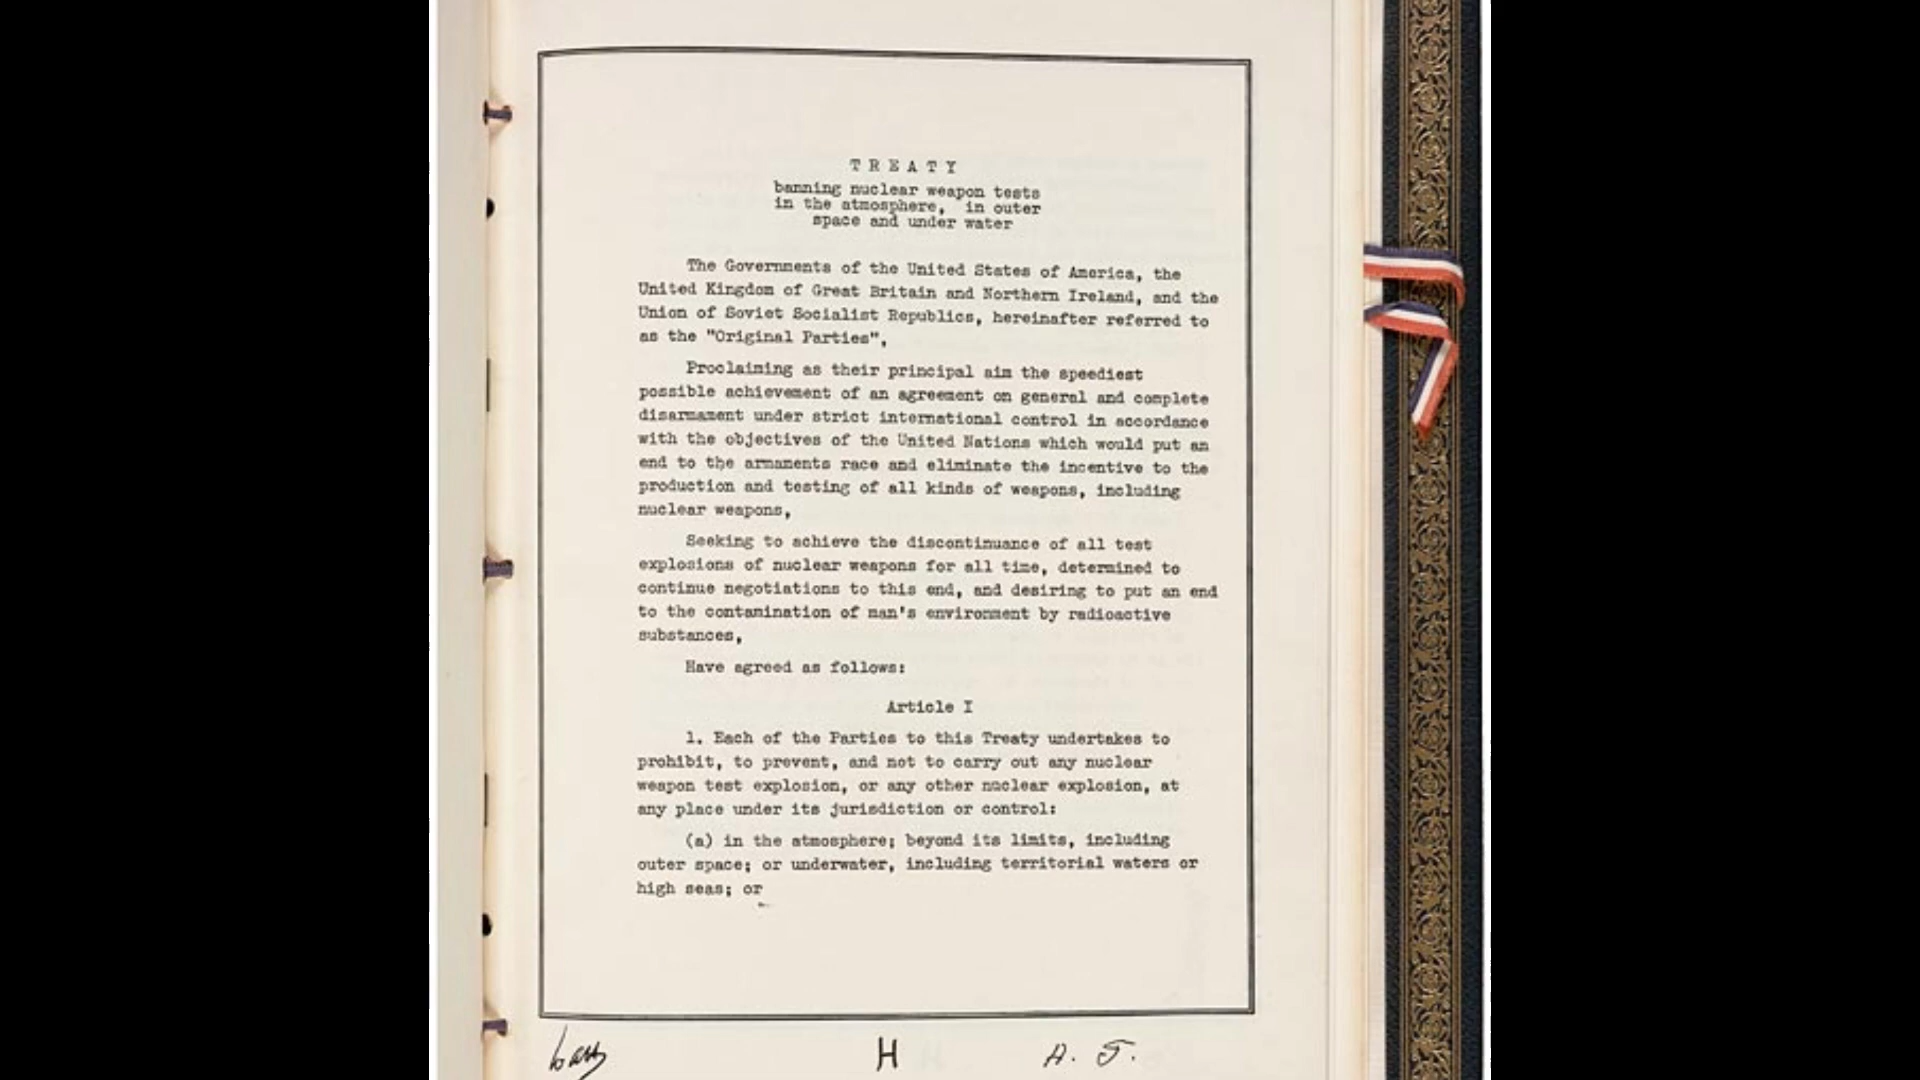 TREATY
banning nuclear weapon tests
in the atmosphere, in outer
space and under water
The Governments of the United States of America, the
United Kingdom of Great Britain and Northern Ireland, and the
Union of Soviet Socialist Republics, hereinafter referred to
as the "Original Parties",
Proclaiming as their principal aim the speediest
possible achievement of an agreement on general and complete
disarmament under strict international control in accordance
with the objectives of the United Nations which would put an
end to the armaments race and eliminate the incentive to the
production and testing of all kinds of weapons, including
nuclear weapons,
Seeking to achieve the discontinuance of all test
explosions of nuclear weapons for all time, determined to
continue negotiations to this end, and desiring to put an end
to the contamination of man's environment by radioactive
substances,
Have agreed as follows:
Article I
1. Each of the Parties to this Treaty undertakes to
prohibit, to prevent, and not to carry out any nuclear
weapon test explosion, or any other nuclear explosion, at
any place under its jurisdiction or control:
(a) in the atmosphere; beyond its limits, including
outer space; or underwater, including territorial waters or
high seas; or
H